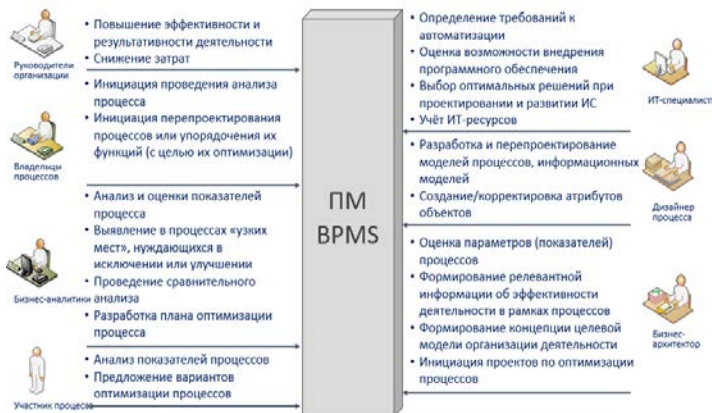 • Повышение эффективности и
результативности деятельности
• Снижение затрат
Руководители
организации
• Инициация проведения анализа
процесса
• Инициация перепроектирования
процессов или упорядочения их
функций (с целью их оптимизации)
Владельцы
процессов
• Анализ и оценки показателей
процесса
• Выявление в процессах «узких
мест», нуждающихся в
исключении или улучшении
• Проведение сравнительного
анализа
• Разработка плана оптимизации
процесса
Бизнес-аналитики
• Анализ показателей процессов
• Предложение вариантов
оптимизации процессов
Участник процесса
ПМ
BPMS
• Определение требований к
автоматизации
• Оценка возможности внедрения
программного обеспечения
• Выбор оптимальных решений при
проектировании и развитии ИС
• Учёт ИТ-ресурсов
ИТ-специалист
• Разработка и перепроектирование
моделей процессов, информационных
моделей
• Создание/корректировка атрибутов
объектов
Дизайнер
процесса
• Оценка параметров (показателей)
процессов
• Формирование релевантной
информации об эффективности
деятельности в рамках процессов
• Формирование концепции целевой
модели организации деятельности
• Инициация проектов по оптимизации
процессов
Бизнес-
архитектор